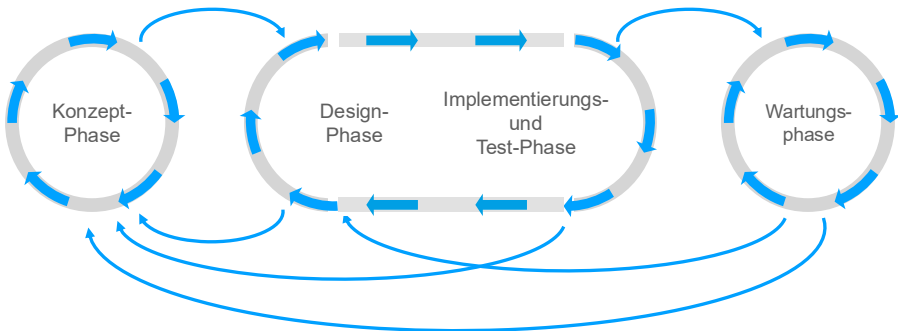 Konzept-
Phase
Design-
Phase
Implementierungs-
und
Test-Phase
Wartungs-
phase